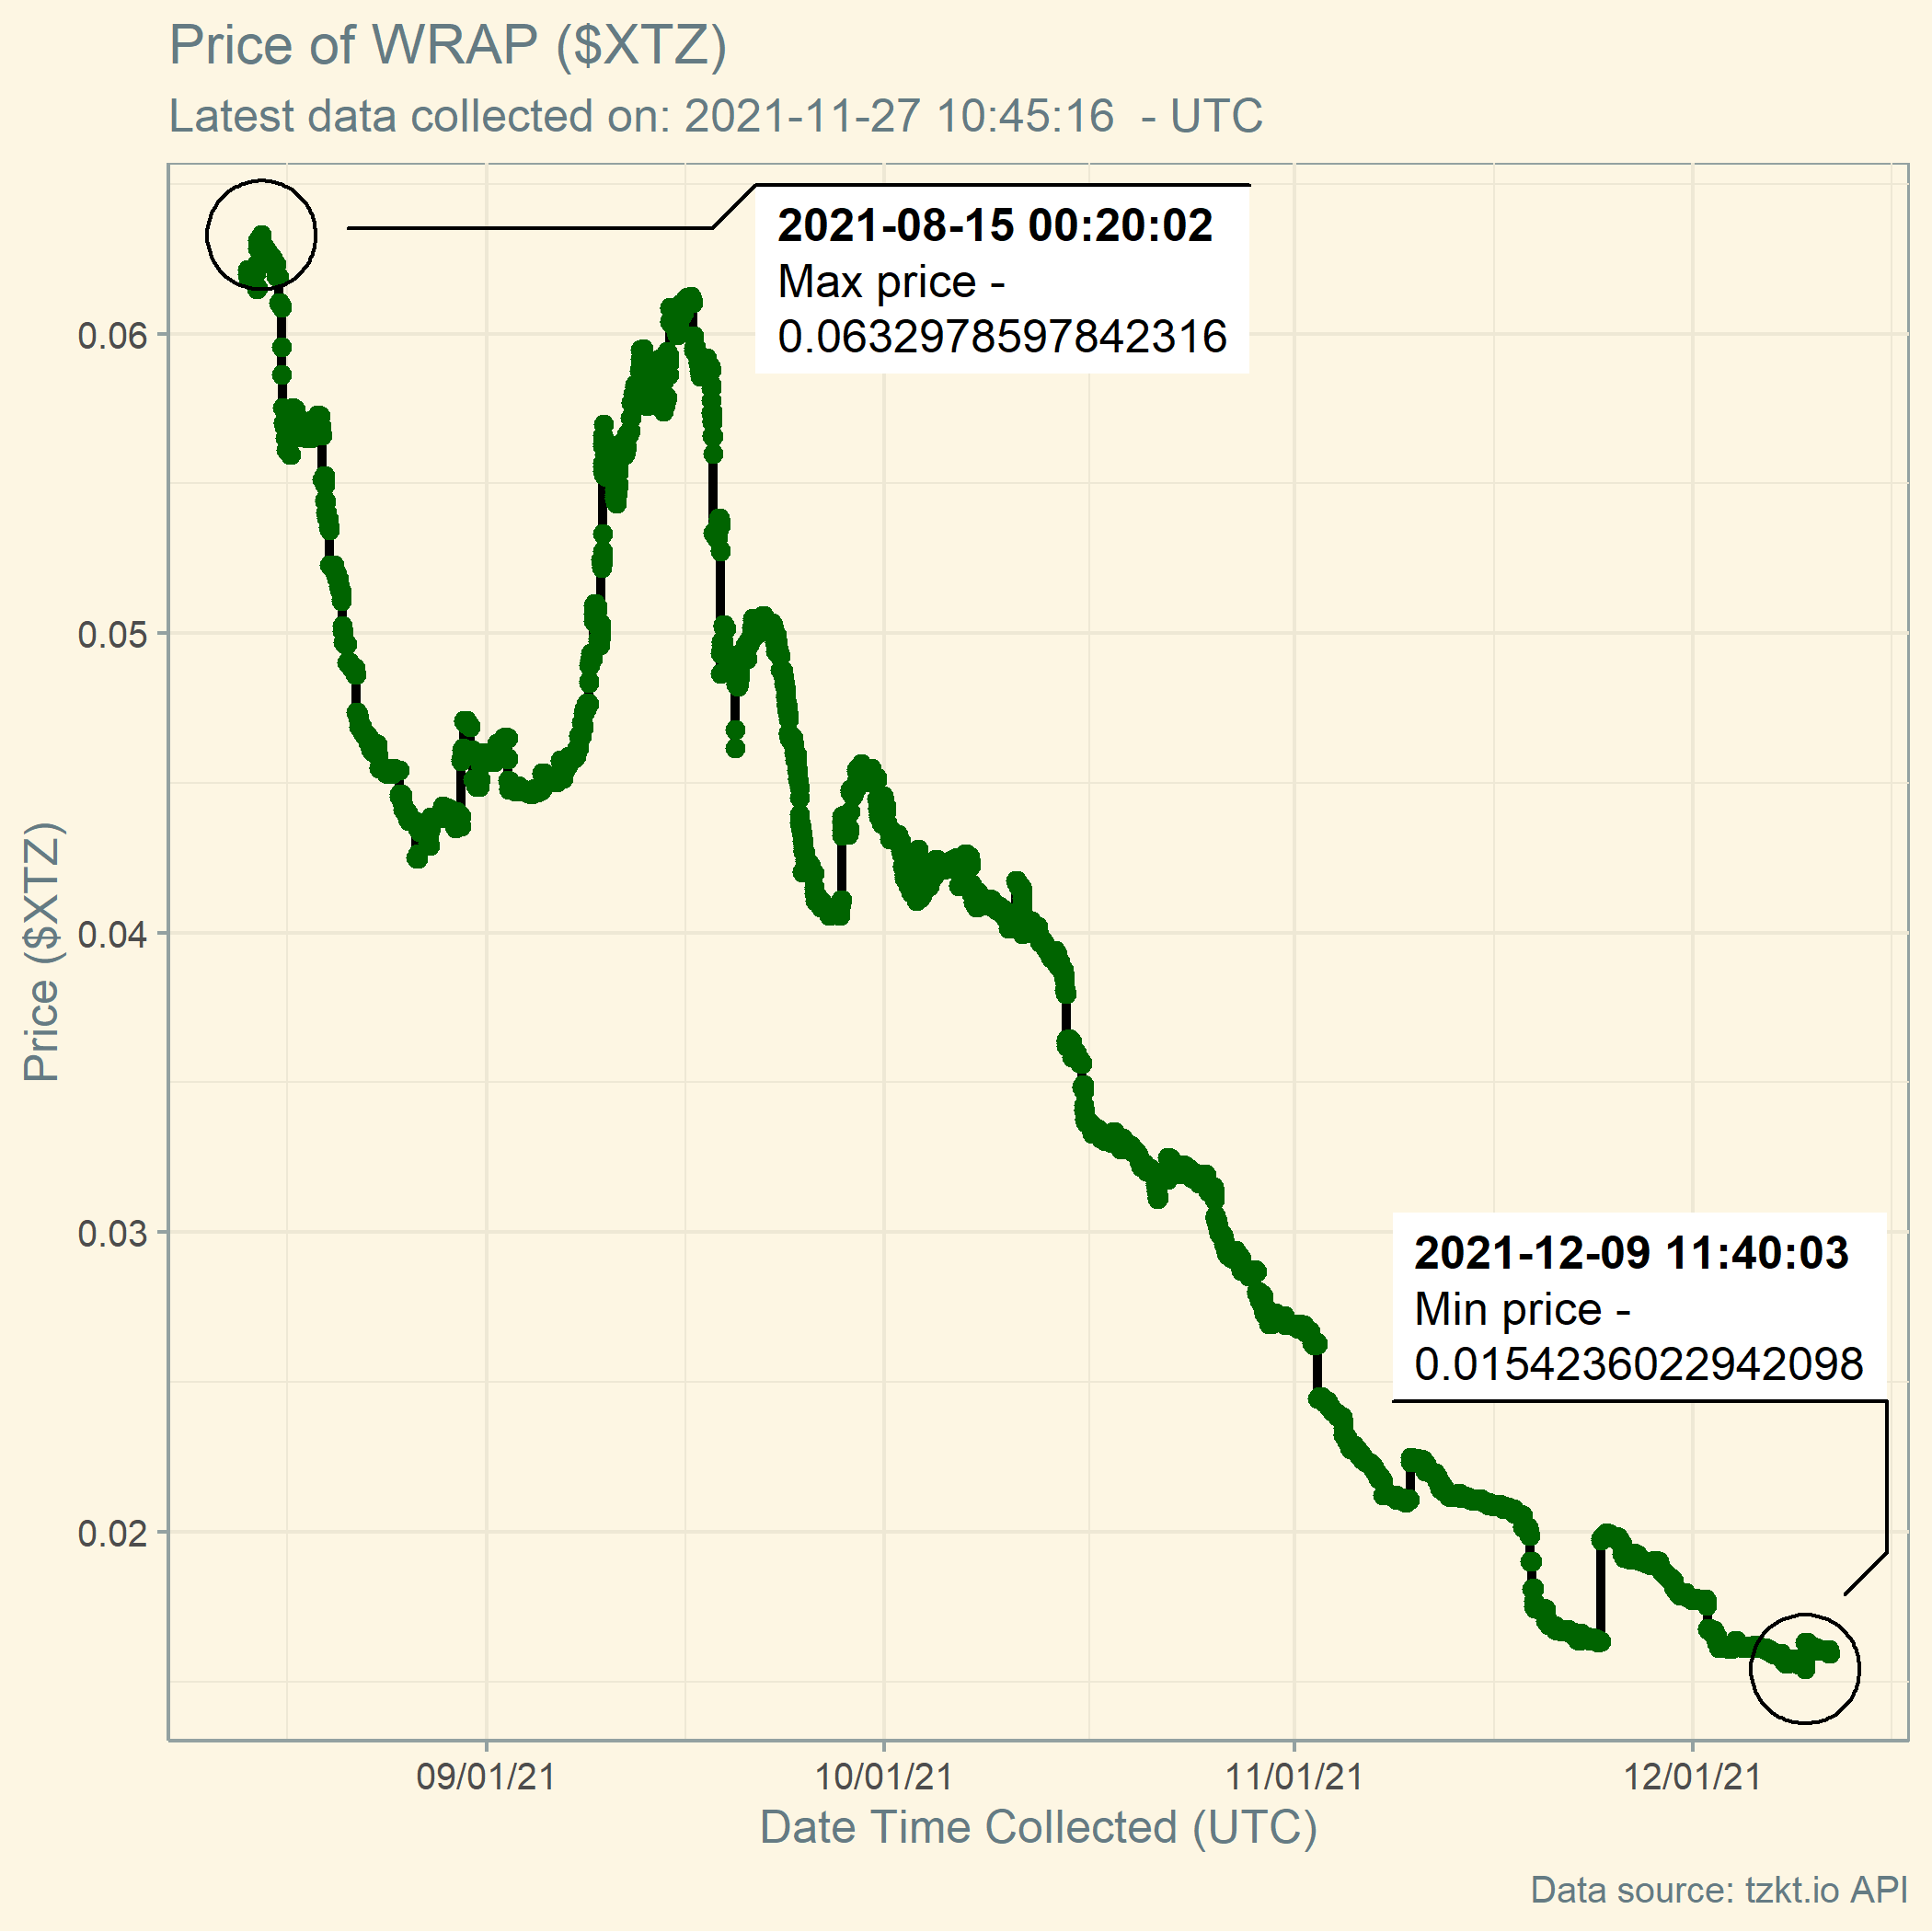 Price of WRAP ($XTZ)
Latest data collected on: 2021-11-27 10:45:16  - UTC
2021-08-15 00:20:02
Max price -
0.0632978597842316
0.06
0.05
0.04
0.03
0.02
Price ($XTZ)
2021-12-09 11:40:03
Min price -
0.0154236022942098
09/01/21
10/01/21
11/01/21
12/01/21
Date Time Collected (UTC)
Data source: tzkt.io API